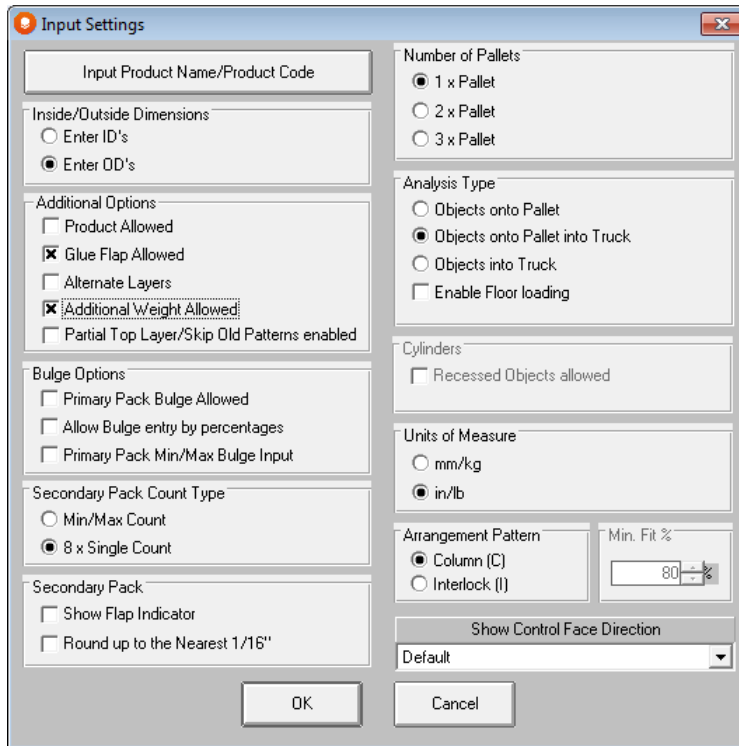 Input Settings
Input Product Name/Product Code
Inside/Outside Dimensions
Enter ID's
Enter OD's
Additional Options
Product Allowed
Glue Flap Allowed
Alternate Layers
Additional Weight Allowed
Partial Top Layer/Skip Old Patterns enabled
Bulge Options
Primary Pack Bulge Allowed
Allow Bulge entry by percentages
Primary Pack Min/Max Bulge Input
Secondary Pack Count Type
Min/Max Count
8 x Single Count
Secondary Pack
Show Flap Indicator
Round up to the Nearest 1/16"
Number of Pallets
1 x Pallet
2 x Pallet
3 x Pallet
Analysis Type
Objects onto Pallet
Objects onto Pallet into Truck
Objects into Truck
Enable Floor loading
Cylinders
Recessed Objects allowed
Units of Measure
mm/kg
in/lb
Arrangement Pattern
Column (C)
Interlock (I)
Min. Fit %
80 %
Show Control Face Direction
Default
OK
Cancel